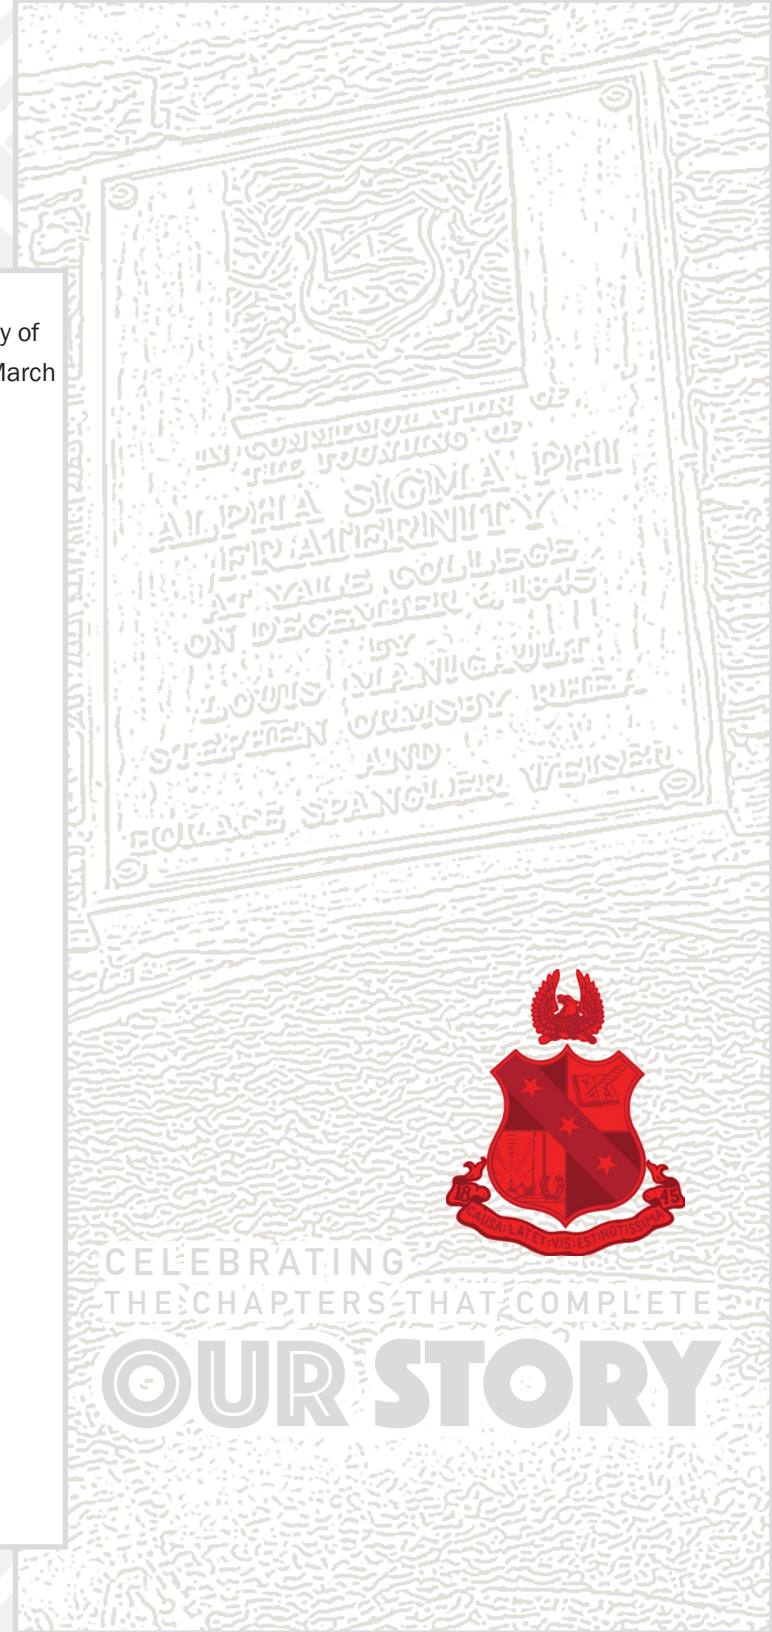 y of
March
IN COMMEMORATION OF
THE FOUNDING OF
ALPHA SIGMA PHI
FRATERNITY
AT YALE COLLEGE
ON DECEMBER 6, 1845
BY
LOUIS MANIGAULT
STEPHEN ORMSBY RHEA
AND
HORACE SPANGLER WEISER
18 45
CAUSA:LATET:VIS:EST:NOTISSIMA
CELEBRATING
THE CHAPTERS THAT COMPLETE
OUR STORY